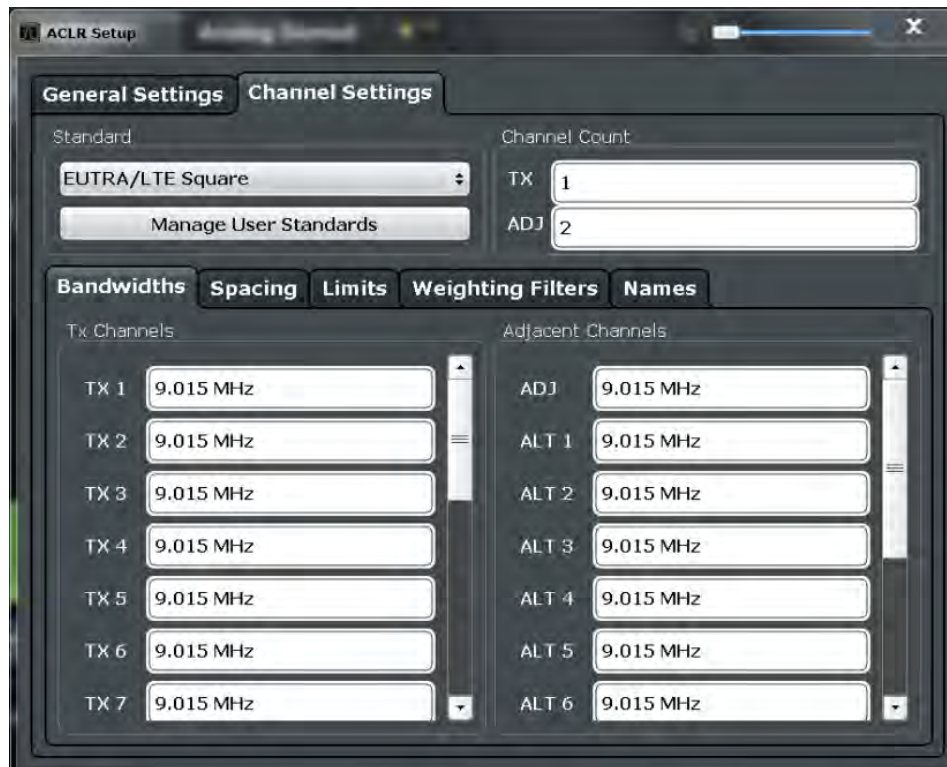 ACLR Setup
X
General Settings Channel Settings
Standard
EUTRA/LTE Square
Manage User Standards
Channel Count
TX 1
ADJ 2
Bandwidths Spacing Limits Weighting Filters Names
Tx Channels
TX 1 9.015 MHz
TX 2 9.015 MHz
TX 3 9.015 MHz
TX 4 9.015 MHz
TX 5 9.015 MHz
TX 6 9.015 MHz
TX 7 9.015 MHz
Adjacent Channels
ADJ 9.015 MHz
ALT 1 9.015 MHz
ALT 2 9.015 MHz
ALT 3 9.015 MHz
ALT 4 9.015 MHz
ALT 5 9.015 MHz
ALT 6 9.015 MHz